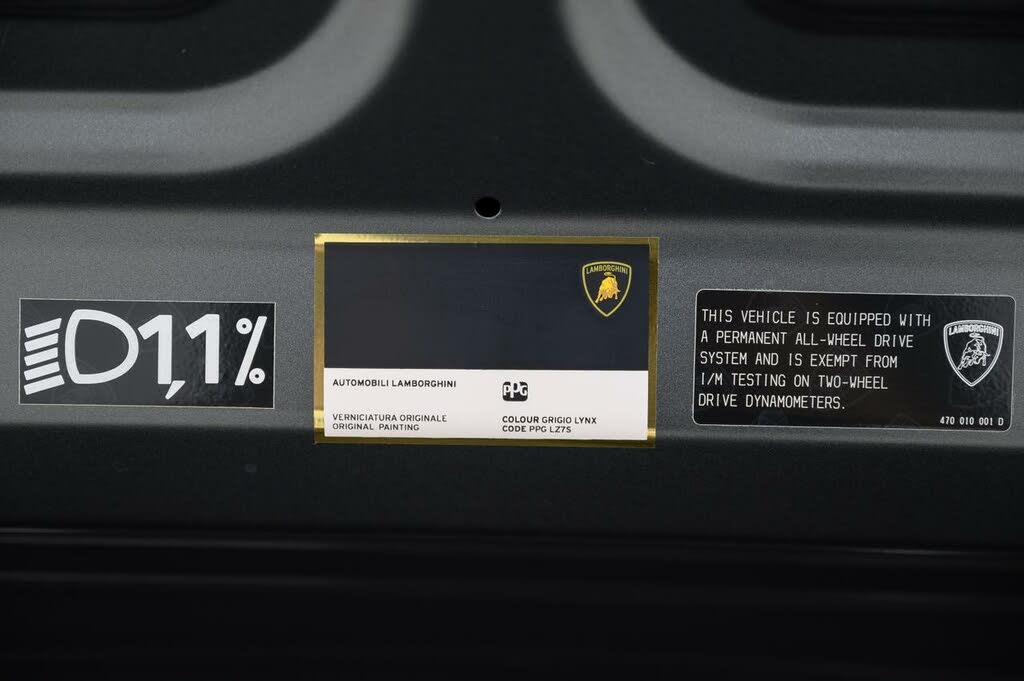 1,1%
LAMBORGHINI
AUTOMOBILI LAMBORGHINI
PPG
VERNICIATURA ORIGINALE
ORIGINAL PAINTING
COLOUR GRIGIO LYNX
CODE PPG LZ7S
THIS VEHICLE IS EQUIPPED WITH
A PERMANENT ALL-WHEEL DRIVE
SYSTEM AND IS EXEMPT FROM
I/M TESTING ON TWO-WHEEL
DRIVE DYNAMOMETERS.
LAMBORGHINI
470 010 001 D